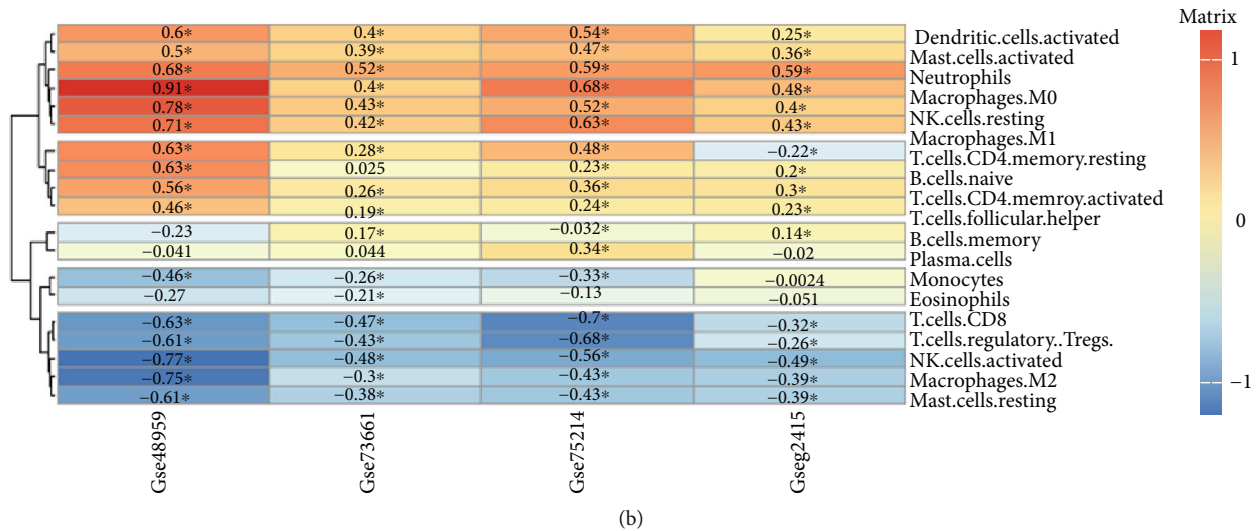 Matrix
0.6* 0.4* 0.54* 0.25* Dendritic.cells.activated
0.5* 0.39* 0.47* 0.36* Mast.cells.activated
0.68* 0.52* 0.59* 0.59* Neutrophils
0.91* 0.4* 0.68* 0.48* Macrophages.M0
0.78* 0.43* 0.52* 0.4* NK.cells.resting
0.71* 0.42* 0.63* 0.43* Macrophages.M1
0.63* 0.28* 0.48* −0.22* T.cells.CD4.memory.resting
0.63* 0.025 0.23* 0.2* B.cells.naive
0.56* 0.26* 0.36* 0.3* T.cells.CD4.memroy.activated
0.46* 0.19* 0.24* 0.23* T.cells.follicular.helper
−0.23 0.17* −0.032* 0.14* B.cells.memory
−0.041 0.044 0.34* −0.02 Plasma.cells
−0.46* −0.26* −0.33* −0.0024 Monocytes
−0.27 −0.21* −0.13 −0.051 Eosinophils
−0.63* −0.47* −0.7* −0.32* T.cells.CD8
−0.61* −0.43* −0.68* −0.26* T.cells.regulatory..Tregs.
−0.77* −0.48* −0.56* −0.49* NK.cells.activated
−0.75* −0.3* −0.43* −0.39* Macrophages.M2
−0.61* −0.38* −0.43* −0.39* Mast.cells.resting
1
0
−1
Gse48959
Gse73661
Gse75214
Gseg2415
(b)